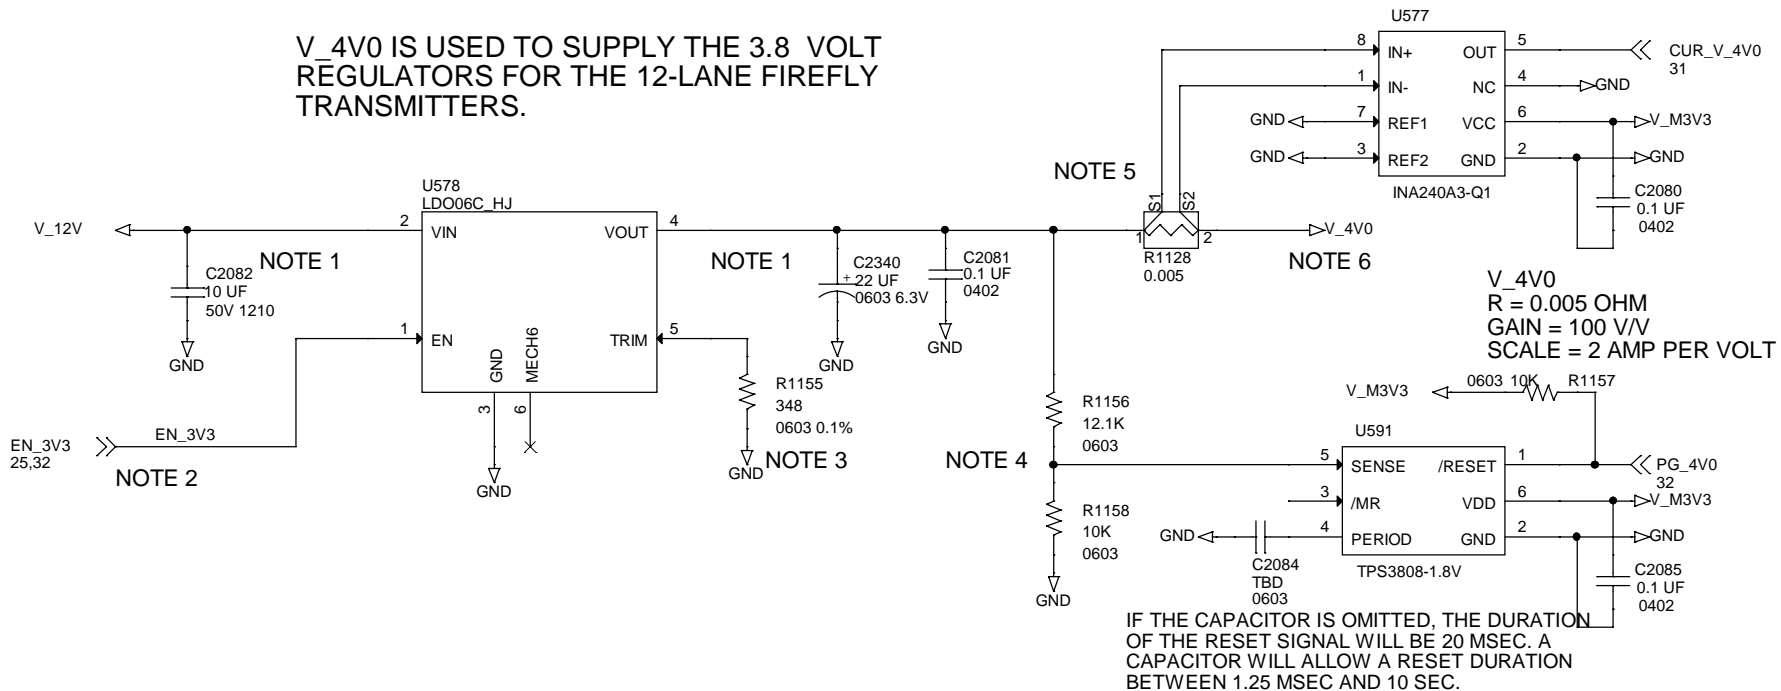 V_4V0 IS USED TO SUPPLY THE 3.8 VOLT
REGULATORS FOR THE 12-LANE FIREFLY
TRANSMITTERS.
U577
8 IN+ OUT 5 CUR_V_4V0
31
1 IN- NC 4 GND
GND 7 REF1 VCC 6 V_M3V3
GND 3 REF2 GND 2 GND
INA240A3-Q1
C2080
0.1 UF
0402
NOTE 5
S1 S2
1 2
R1128
0.005
V_4V0
NOTE 6
U578
LDO06C_HJ
V_12V 2 VIN VOUT 4
NOTE 1
NOTE 1
C2082
10 UF
50V 1210
GND
1 EN TRIM 5
GND
MECH6
3
6
GND
EN_3V3
25,32
EN_3V3
NOTE 2
C2340
+
22 UF
0603 6.3V
GND
C2081
0.1 UF
0402
GND
R1155
348
0603 0.1%
GND
NOTE 3
V_4V0
R = 0.005 OHM
GAIN = 100 V/V
SCALE = 2 AMP PER VOLT
R1156
12.1K
0603
NOTE 4
R1158
10K
0603
GND
V_M3V3 0603 10K R1157
U591
5 SENSE /RESET 1 PG_4V0
32
3 /MR VDD 6 V_M3V3
GND 4 PERIOD GND 2 GND
TPS3808-1.8V
C2084
TBD
0603
C2085
0.1 UF
0402
IF THE CAPACITOR IS OMITTED, THE DURATION
OF THE RESET SIGNAL WILL BE 20 MSEC. A
CAPACITOR WILL ALLOW A RESET DURATION
BETWEEN 1.25 MSEC AND 10 SEC.